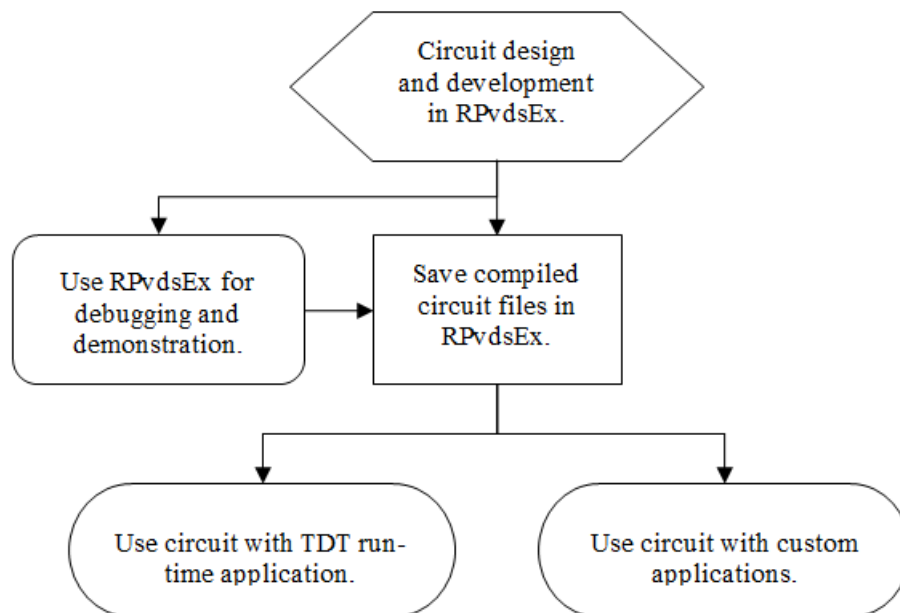 Circuit design
and development
in RPvdsEx.
Use RPvdsEx for
debugging and
demonstration.
Save compiled
circuit files in
RPvdsEx.
Use circuit with TDT run-
time application.
Use circuit with custom
applications.